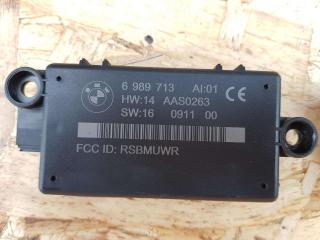 6 989 713 AI:01
HW:14 AAS0263
SW:16 0911 00
FCC ID: RSBMUWR